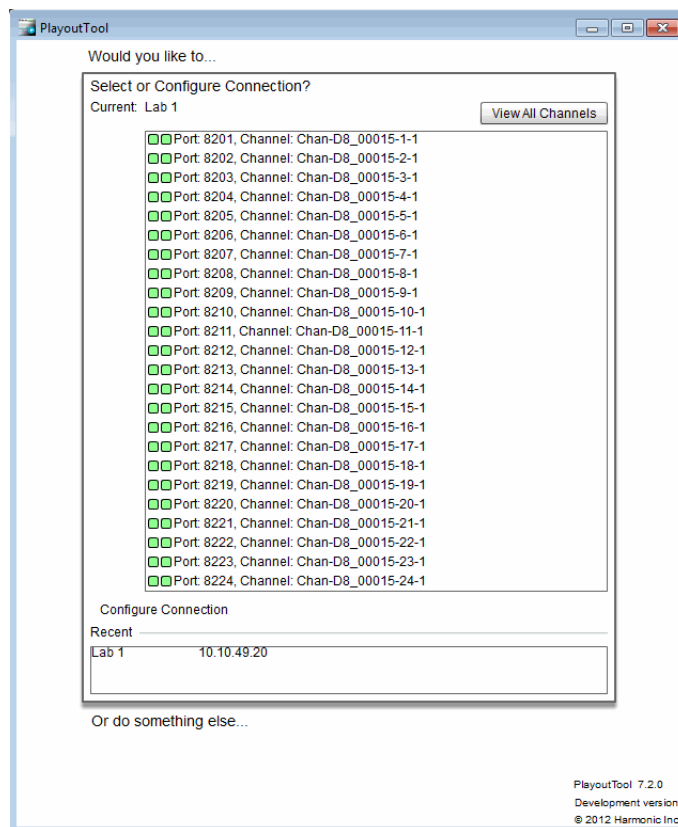 PlayoutTool
Would you like to...
Select or Configure Connection?
Current: Lab 1
View All Channels
Port: 8201, Channel: Chan-D8_00015-1-1
Port: 8202, Channel: Chan-D8_00015-2-1
Port: 8203, Channel: Chan-D8_00015-3-1
Port: 8204, Channel: Chan-D8_00015-4-1
Port: 8205, Channel: Chan-D8_00015-5-1
Port: 8206, Channel: Chan-D8_00015-6-1
Port: 8207, Channel: Chan-D8_00015-7-1
Port: 8208, Channel: Chan-D8_00015-8-1
Port: 8209, Channel: Chan-D8_00015-9-1
Port: 8210, Channel: Chan-D8_00015-10-1
Port: 8211, Channel: Chan-D8_00015-11-1
Port: 8212, Channel: Chan-D8_00015-12-1
Port: 8213, Channel: Chan-D8_00015-13-1
Port: 8214, Channel: Chan-D8_00015-14-1
Port: 8215, Channel: Chan-D8_00015-15-1
Port: 8216, Channel: Chan-D8_00015-16-1
Port: 8217, Channel: Chan-D8_00015-17-1
Port: 8218, Channel: Chan-D8_00015-18-1
Port: 8219, Channel: Chan-D8_00015-19-1
Port: 8220, Channel: Chan-D8_00015-20-1
Port: 8221, Channel: Chan-D8_00015-21-1
Port: 8222, Channel: Chan-D8_00015-22-1
Port: 8223, Channel: Chan-D8_00015-23-1
Port: 8224, Channel: Chan-D8_00015-24-1
Configure Connection
Recent
Lab 1 10.10.49.20
Or do something else...
PlayoutTool 7.2.0
Development version
© 2012 Harmonic Inc